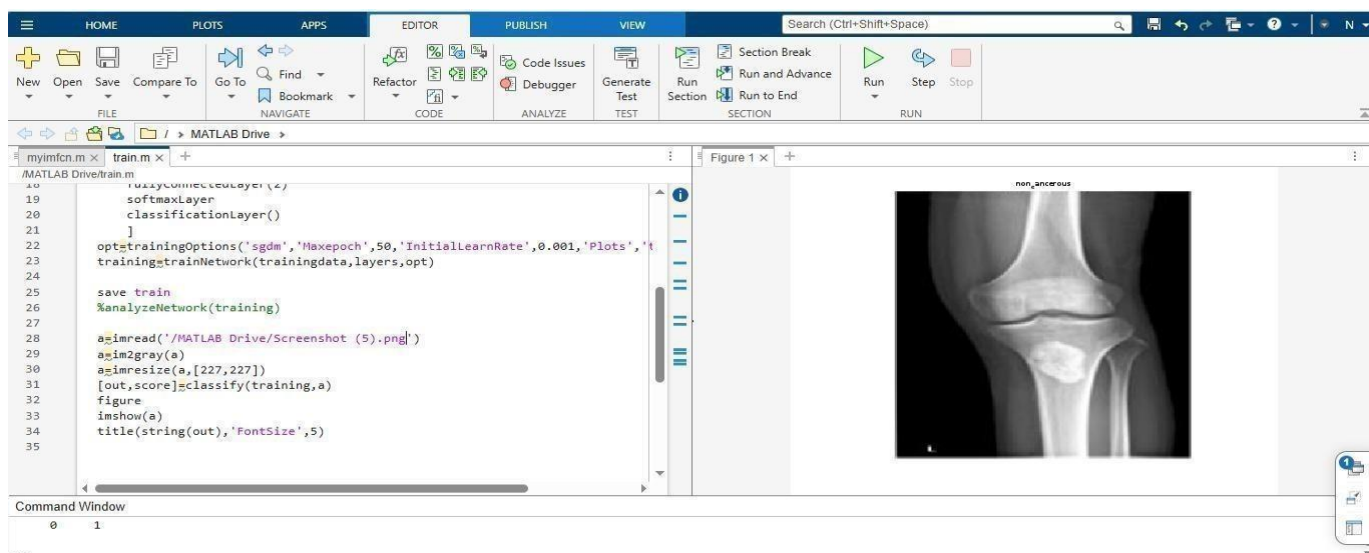 HOME PLOTS APPS EDITOR PUBLISH VIEW Search (Ctrl+Shift+Space) N
New Open Save Compare To Go To Find Bookmark Refactor Code Issues Debugger Generate Test Run Section Section Break Run and Advance Run to End Run Step Stop
FILE NAVIGATE CODE ANALYZE TEST SECTION RUN
/ > MATLAB Drive >
myimfcn.m × train.m × + Figure 1 × +
/MATLAB Drive/train.m
18 fullyConnectedLayer(2)
19 softmaxLayer
20 classificationLayer()
21 ]
22 opt=trainingOptions('sgdm','Maxepoch',50,'InitialLearnRate',0.001,'Plots','t
23 training=trainNetwork(trainingdata,layers,opt)
24
25 save train
26 %analyzeNetwork(training)
27
28 a=imread('/MATLAB Drive/Screenshot (5).png')
29 a=im2gray(a)
30 a=imresize(a,[227,227])
31 [out,score]=classify(training,a)
32 figure
33 imshow(a)
34 title(string(out),'FontSize',5)
35
non_ancerous
1
Command Window
0 1